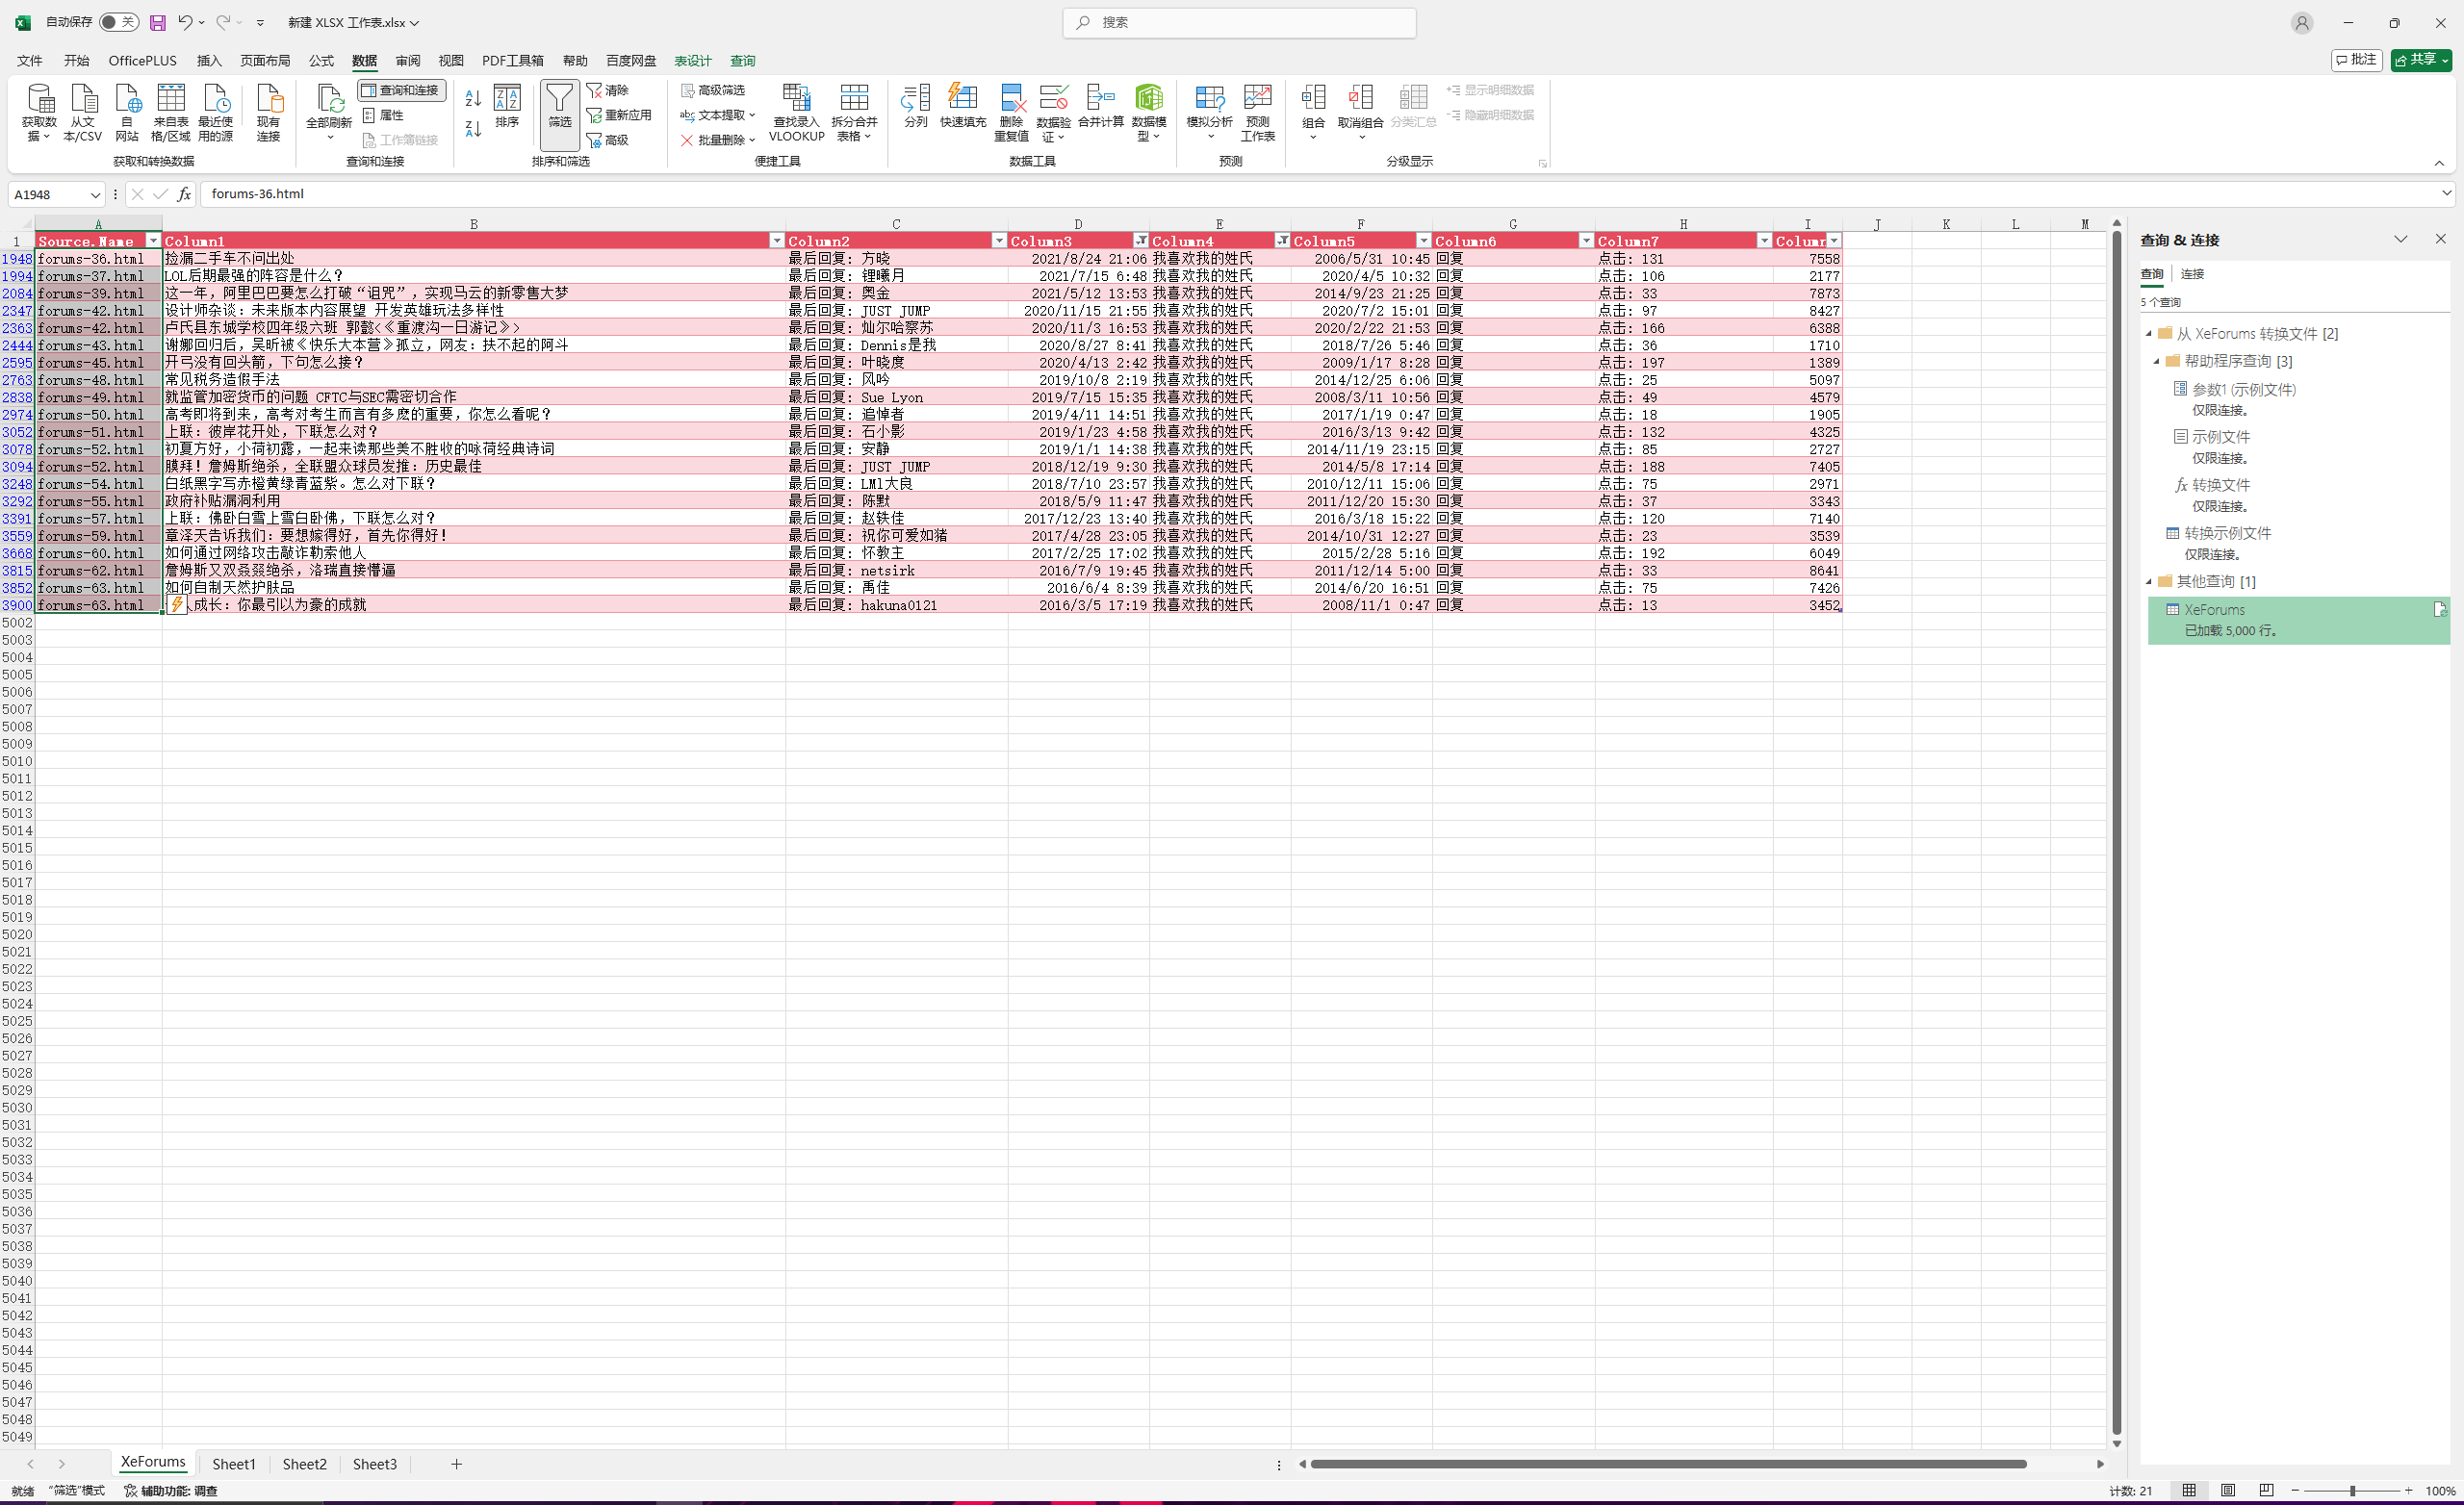 自动保存 关 新建 XLSX 工作表.xlsx 搜索
文件 开始 OfficePLUS 插入 页面布局 公式 数据 审阅 视图 PDF工具箱 帮助 百度网盘 表设计 查询 批注 共享
获取数据 从文本/CSV 自网站 来自表格/区域 最近使用的源 现有连接
获取和转换数据
全部刷新 查询和连接 属性 工作簿链接
查询和连接
排序 筛选 清除 重新应用 高级
排序和筛选
高级筛选 文本提取 批量删除 查找录入VLOOKUP 拆分合并表格
便捷工具
分列 快速填充 删除重复值 数据验证 合并计算 数据模型
数据工具
模拟分析 预测工作表
预测
组合 取消组合 分类汇总 显示明细数据 隐藏明细数据
分级显示
A1948 fx forums-36.html
A B C D E F G H I J K L M
1 Source.Name Column1 Column2 Column3 Column4 Column5 Column6 Column7 Column
1948 forums-36.html 捡漏二手车不问出处 最后回复: 方晓 2021/8/24 21:06 我喜欢我的姓氏 2006/5/31 10:45 回复 点击: 131 7558
1994 forums-37.html LOL后期最强的阵容是什么? 最后回复: 锂曦月 2021/7/15 6:48 我喜欢我的姓氏 2020/4/5 10:32 回复 点击: 106 2177
2084 forums-39.html 这一年，阿里巴巴要怎么打破“诅咒”，实现马云的新零售大梦 最后回复: 奥金 2021/5/12 13:53 我喜欢我的姓氏 2014/9/23 21:25 回复 点击: 33 7873
2347 forums-42.html 设计师杂谈: 未来版本内容展望 开发英雄玩法多样性 最后回复: JUST JUMP 2020/11/15 21:55 我喜欢我的姓氏 2020/7/2 15:01 回复 点击: 97 8427
2363 forums-42.html 卢氏县东城学校四年级六班 郭懿<《重渡沟一日游记》> 最后回复: 灿尔哈察苏 2020/11/3 16:53 我喜欢我的姓氏 2020/2/22 21:53 回复 点击: 166 6388
2444 forums-43.html 谢娜回归后，吴昕被《快乐大本营》孤立，网友: 扶不起的阿斗 最后回复: Dennis是我 2020/8/27 8:41 我喜欢我的姓氏 2018/7/26 5:46 回复 点击: 36 1710
2595 forums-45.html 开弓没有回头箭，下句怎么接? 最后回复: 叶晓度 2020/4/13 2:42 我喜欢我的姓氏 2009/1/17 8:28 回复 点击: 197 1389
2763 forums-48.html 常见税务造假手法 最后回复: 风吟 2019/10/8 2:19 我喜欢我的姓氏 2014/12/25 6:06 回复 点击: 25 5097
2838 forums-49.html 就监管加密货币的问题 CFTC与SEC需密切合作 最后回复: Sue Lyon 2019/7/15 15:35 我喜欢我的姓氏 2008/3/11 10:56 回复 点击: 49 4579
2974 forums-50.html 高考即将到来，高考对考生而言有多麽的重要，你怎么看呢? 最后回复: 追悼者 2019/4/11 14:51 我喜欢我的姓氏 2017/1/19 0:47 回复 点击: 18 1905
3052 forums-51.html 上联: 彼岸花开处，下联怎么对? 最后回复: 石小影 2019/1/23 4:58 我喜欢我的姓氏 2016/3/13 9:42 回复 点击: 132 4325
3078 forums-52.html 初夏方好，小荷初露，一起来读那些美不胜收的咏荷经典诗词 最后回复: 安静 2019/1/1 14:38 我喜欢我的姓氏 2014/11/19 23:15 回复 点击: 85 2727
3094 forums-52.html 膜拜! 詹姆斯绝杀，全联盟众球员发推: 历史最佳 最后回复: JUST JUMP 2018/12/19 9:30 我喜欢我的姓氏 2014/5/8 17:14 回复 点击: 188 7405
3248 forums-54.html 白纸黑字写赤橙黄绿青蓝紫。怎么对下联? 最后回复: LMl大良 2018/7/10 23:57 我喜欢我的姓氏 2010/12/11 15:06 回复 点击: 75 2971
3292 forums-55.html 政府补贴漏洞利用 最后回复: 陈默 2018/5/9 11:47 我喜欢我的姓氏 2011/12/20 15:30 回复 点击: 37 3343
3391 forums-57.html 上联: 佛卧白雪上雪白卧佛，下联怎么对? 最后回复: 赵轶佳 2017/12/23 13:40 我喜欢我的姓氏 2016/3/18 15:22 回复 点击: 120 7140
3559 forums-59.html 章泽天告诉我们: 要想嫁得好，首先你得好! 最后回复: 祝你可爱如猪 2017/4/28 23:05 我喜欢我的姓氏 2014/10/31 12:27 回复 点击: 23 3539
3668 forums-60.html 如何通过网络攻击敲诈勒索他人 最后回复: 怀教主 2017/2/25 17:02 我喜欢我的姓氏 2015/2/28 5:16 回复 点击: 192 6049
3815 forums-62.html 詹姆斯又双叒叕绝杀，洛瑞直接懵逼 最后回复: netsirk 2016/7/9 19:45 我喜欢我的姓氏 2011/12/14 5:00 回复 点击: 33 8641
3852 forums-63.html 如何自制天然护肤品 最后回复: 禹佳 2016/6/4 8:39 我喜欢我的姓氏 2014/6/20 16:51 回复 点击: 75 7426
3900 forums-63.html 成长: 你最引以为豪的成就 最后回复: hakuna0121 2016/3/5 17:19 我喜欢我的姓氏 2008/11/1 0:47 回复 点击: 13 3452
5002
5003
5004
5005
5006
5007
5008
5009
5010
5011
5012
5013
5014
5015
5016
5017
5018
5019
5020
5021
5022
5023
5024
5025
5026
5027
5028
5029
5030
5031
5032
5033
5034
5035
5036
5037
5038
5039
5040
5041
5042
5043
5044
5045
5046
5047
5048
5049
查询 & 连接
查询 连接
5 个查询
从 XeForums 转换文件 [2]
帮助程序查询 [3]
参数1 (示例文件)
仅限连接。
示例文件
仅限连接。
fx 转换文件
仅限连接。
转换示例文件
仅限连接。
其他查询 [1]
XeForums
已加载 5,000 行。
XeForums Sheet1 Sheet2 Sheet3
就绪 “筛选”模式 辅助功能: 调查 计数: 21 100%